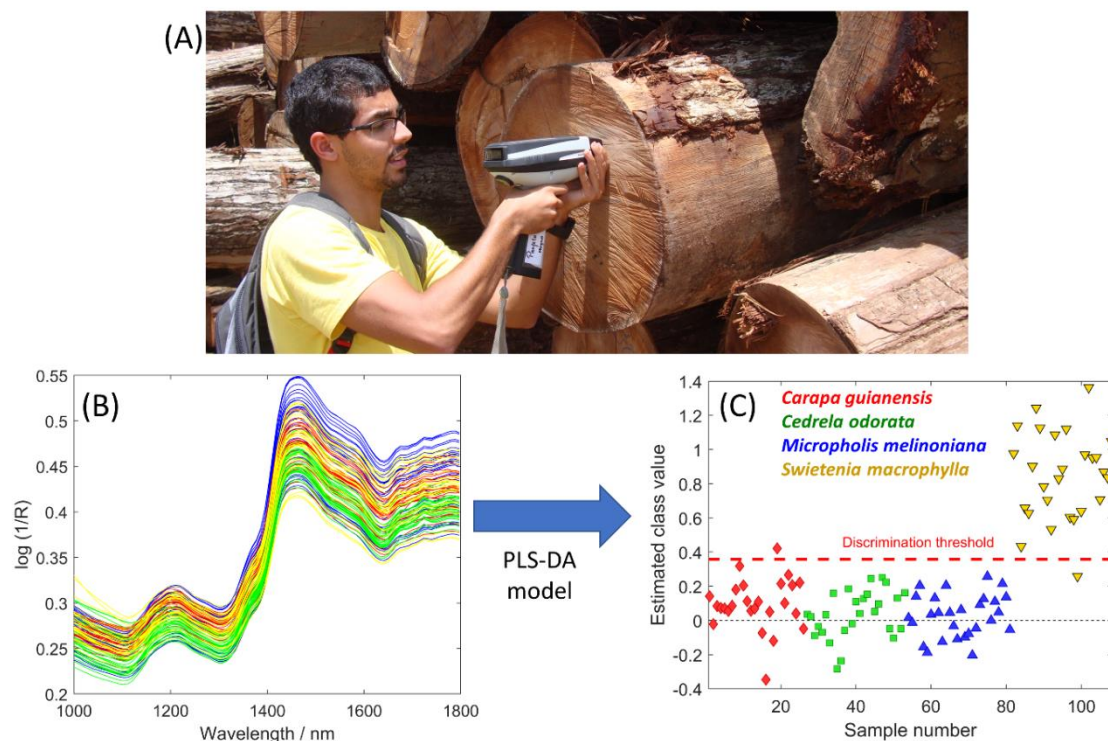 (A)
(B)
0.55
0.5
0.45
0.4
0.35
0.3
0.25
0.2
log (1/R)
1000
1200
1400
1600
1800
Wavelength / nm
PLS-DA
model
(C)
Carapa guianensis
Cedrela odorata
Micropholis melinoniana
Swietenia macrophylla
Discrimination threshold
1.4
1.2
1
0.8
0.6
0.4
0.2
0
-0.2
-0.4
Estimated class value
20
40
60
80
100
Sample number